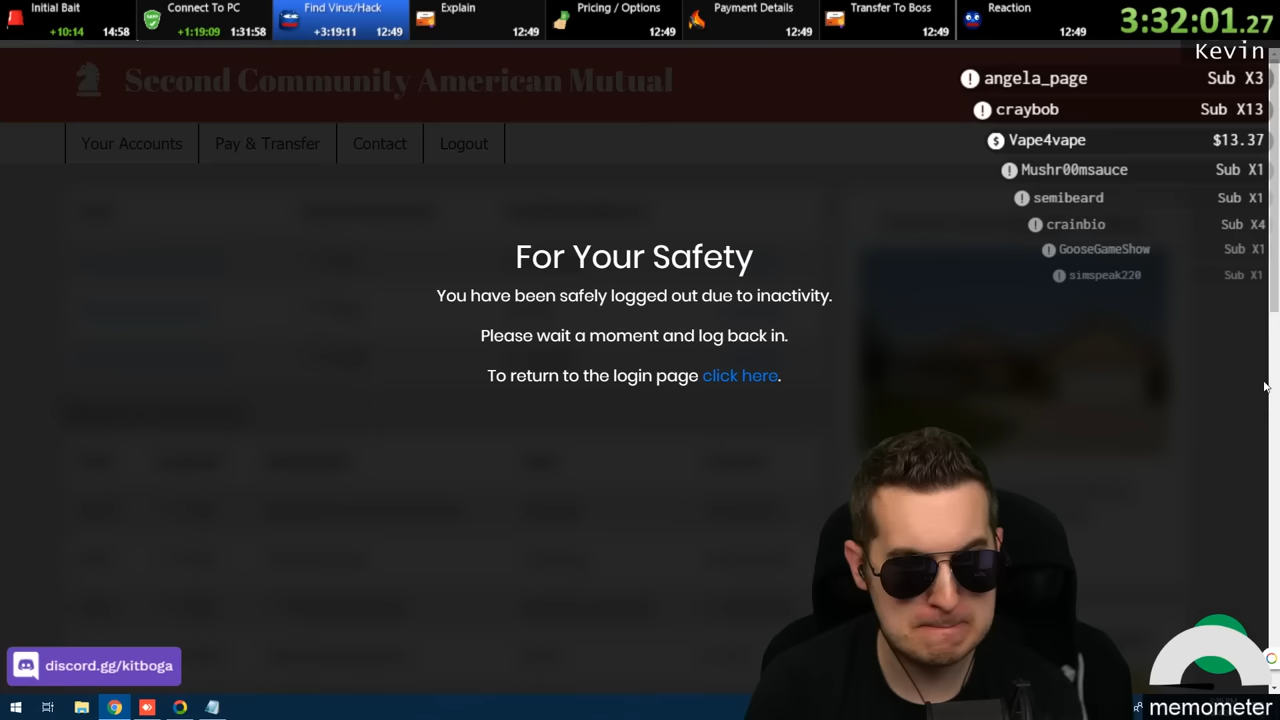 Initial Bait
+10:14 14:58
Connect To PC
+1:19:09 1:31:58
Find Virus/Hack
+3:19:11 12:49
Explain
12:49
Pricing / Options
12:49
Payment Details
12:49
Transfer To Boss
12:49
Reaction
12:49
3:32:01.27
Kevin
Second Community American Mutual
angela_page Sub X3
craybob Sub X13
Your Accounts
Pay & Transfer
Contact
Logout
$ Vape4vape $13.37
Mushr00msauce Sub X1
semibeard Sub X1
crainbio Sub X4
GooseGameShow Sub X1
simspeak220 Sub X1
For Your Safety
You have been safely logged out due to inactivity.
Please wait a moment and log back in.
To return to the login page click here.
discord.gg/kitboga
memometer